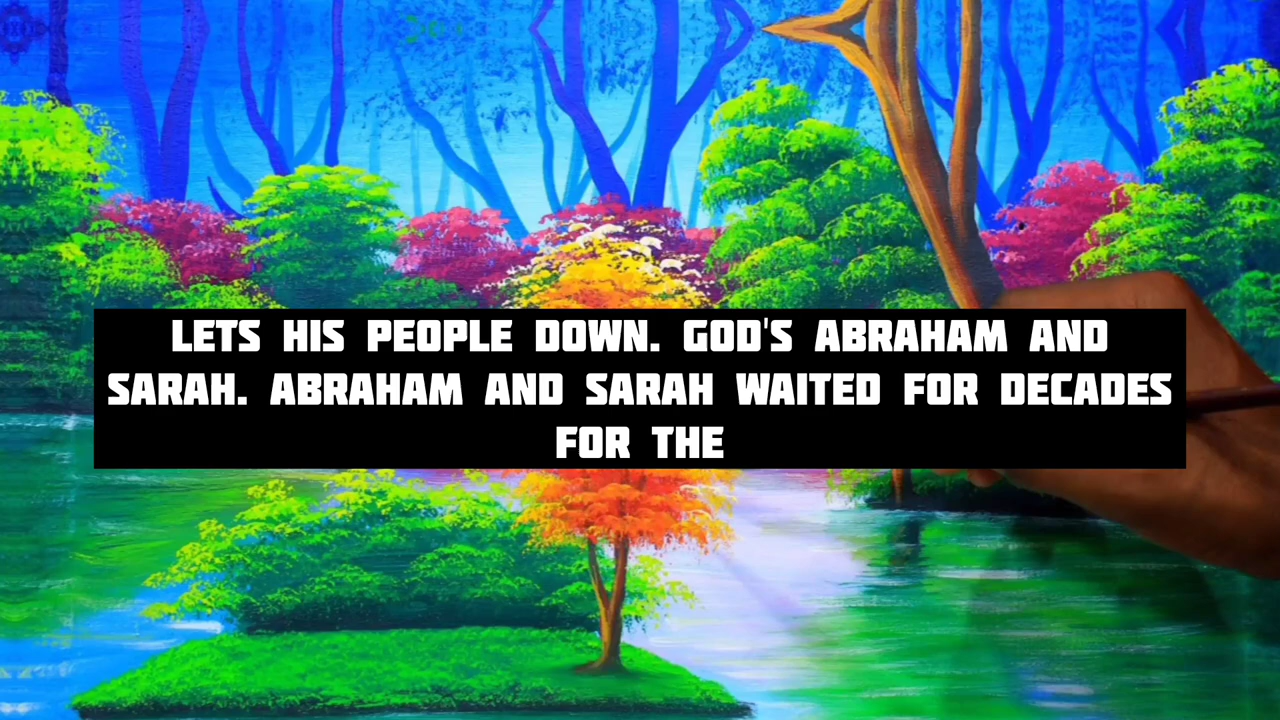 LETS HIS PEOPLE DOWN. GOD'S ABRAHAM AND
SARAH. ABRAHAM AND SARAH WAITED FOR DECADES
FOR THE